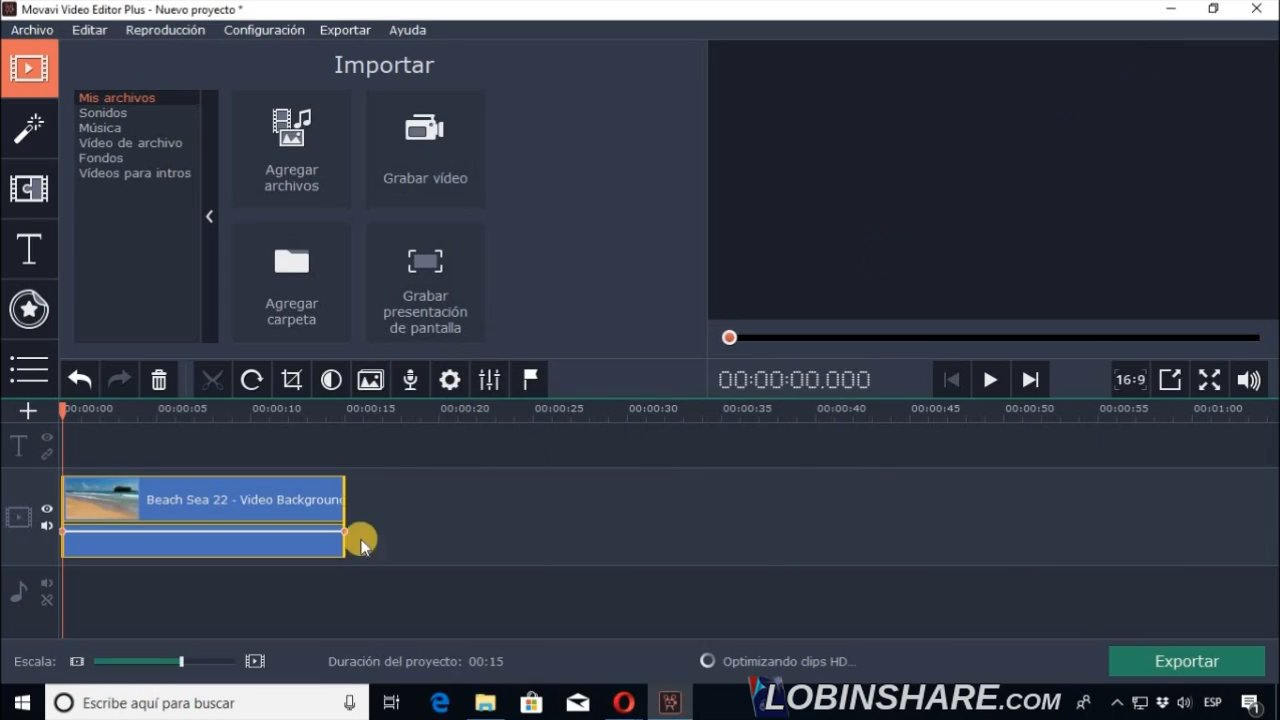 Movavi Video Editor Plus - Nuevo proyecto *
Archivo Editar Reproducción Configuración Exportar Ayuda
Importar
Mis archivos
Sonidos
Música
Vídeo de archivo
Fondos
Vídeos para intros
Agregar
archivos
Grabar vídeo
Agregar
carpeta
Grabar
presentación
de pantalla
00:00:00.000
16:9
00:00:00 00:00:05 00:00:10 00:00:15 00:00:20 00:00:25 00:00:30 00:00:35 00:00:40 00:00:45 00:00:50 00:00:55 00:01:00
T
Beach Sea 22 - Video Background
Escala:
Duración del proyecto: 00:15
Optimizando clips HD...
Exportar
Escribe aquí para buscar
LOBINSHARE.COM
ESP
1